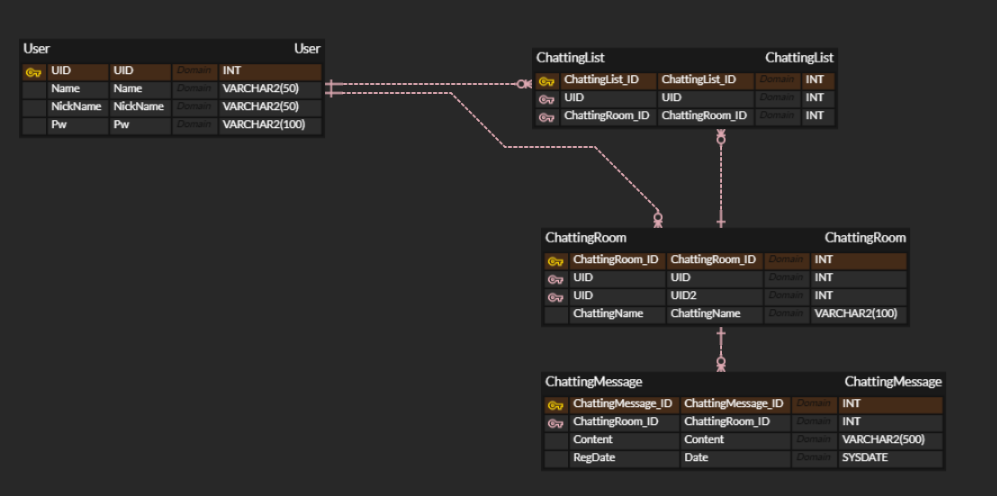 User User
UID UID Domain INT
Name Name Domain VARCHAR2(50)
NickName NickName Domain VARCHAR2(50)
Pw Pw Domain VARCHAR2(100)
ChattingList ChattingList
ChattingList_ID ChattingList_ID Domain INT
UID UID Domain INT
ChattingRoom_ID ChattingRoom_ID Domain INT
ChattingRoom ChattingRoom
ChattingRoom_ID ChattingRoom_ID Domain INT
UID UID Domain INT
UID UID2 Domain INT
ChattingName ChattingName Domain VARCHAR2(100)
ChattingMessage ChattingMessage
ChattingMessage_ID ChattingMessage_ID Domain INT
ChattingRoom_ID ChattingRoom_ID Domain INT
Content Content Domain VARCHAR2(500)
RegDate Date Domain SYSDATE